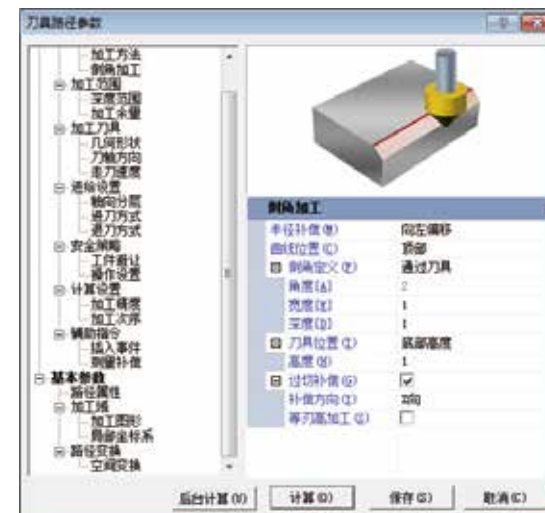 刀具路径参数
加工方法
倒角加工
加工范围
深度范围
加工余量
加工刀具
几何形状
刀轴方向
走刀速度
进给设置
轴向分层
进刀方式
退刀方式
安全策略
工件避让
操作设置
计算设置
加工精度
加工次序
辅助指令
插入事件
测量补偿
基本参数
路径属性
加工域
加工图形
局部坐标系
路径变换
空间变换
倒角加工
半径补偿(M) 向左偏移
曲线位置(C) 顶部
倒角定义(P) 通过刀具
角度[A] 2
宽度[E] 1
深度[D] 1
刀具位置(I) 底部高度
高度(H) 1
过切补偿(G)
补偿方向(I) Z向
等刃高加工(S)
后台计算(V) 计算(O) 保存(S) 取消(C)